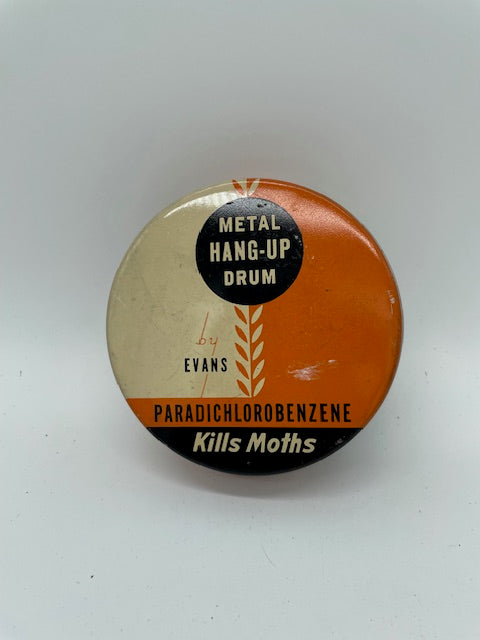 METAL
HANG-UP
DRUM
by
EVANS
PARADICHLOROBENZENE
Kills Moths